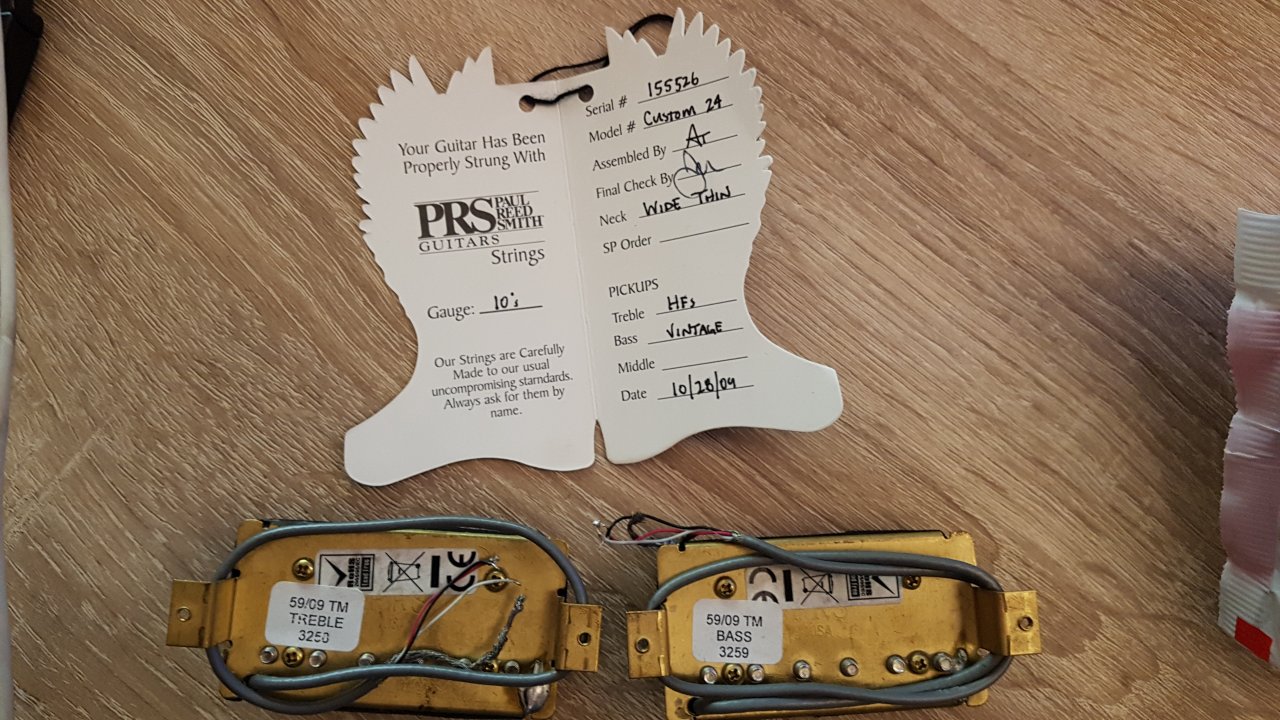 Your Guitar Has Been
Properly Strung With
PRS PAUL
REED
SMITH
GUITARS
Strings
Gauge: 10's
Our Strings are Carefully
Made to our usual
uncompromising starndards.
Always ask for them by
name.
Serial # 155526
Model # Custom 24
Assembled By
Final Check By
Neck WIDE THIN
SP Order
PICKUPS
Treble HFs
Bass VINTAGE
Middle
Date 10/28/09
59/09 TM
TREBLE
3250
CE
59/09 TM
BASS
3259
CE